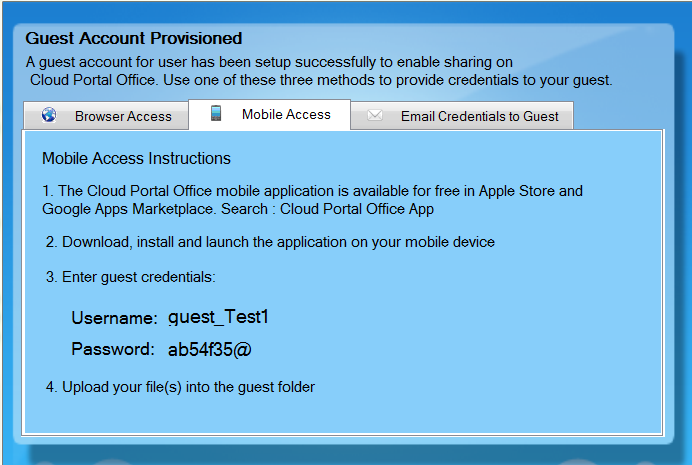 Guest Account Provisioned
A guest account for user has been setup successfully to enable sharing on
Cloud Portal Office. Use one of these three methods to provide credentials to your guest.
Browser Access
Mobile Access
Email Credentials to Guest
Mobile Access Instructions
1. The Cloud Portal Office mobile application is available for free in Apple Store and
Google Apps Marketplace. Search : Cloud Portal Office App
2. Download, install and launch the application on your mobile device
3. Enter guest credentials:
Username: guest_Test1
Password: ab54f35@
4. Upload your file(s) into the guest folder